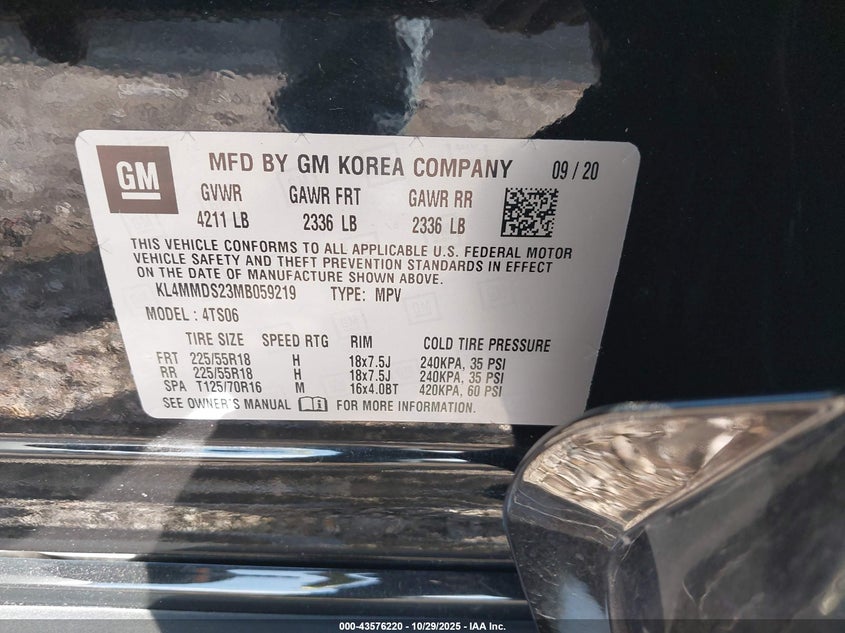 GM MFD BY GM KOREA COMPANY 09 / 20
GVWR GAWR FRT GAWR RR
4211 LB 2336 LB 2336 LB
THIS VEHICLE CONFORMS TO ALL APPLICABLE U.S. FEDERAL MOTOR
VEHICLE SAFETY AND THEFT PREVENTION STANDARDS IN EFFECT
ON THE DATE OF MANUFACTURE SHOWN ABOVE.
KL4MMDS23MB059219 TYPE: MPV
MODEL : 4TS06
TIRE SIZE SPEED RTG RIM COLD TIRE PRESSURE
FRT 225/55R18 H 18x7.5J 240KPA, 35 PSI
RR 225/55R18 H 18x7.5J 240KPA, 35 PSI
SPA T125/70R16 M 16x4.0BT 420KPA, 60 PSI
SEE OWNER'S MANUAL FOR MORE INFORMATION.
000-43576220 - 10/29/2025 - IAA Inc.